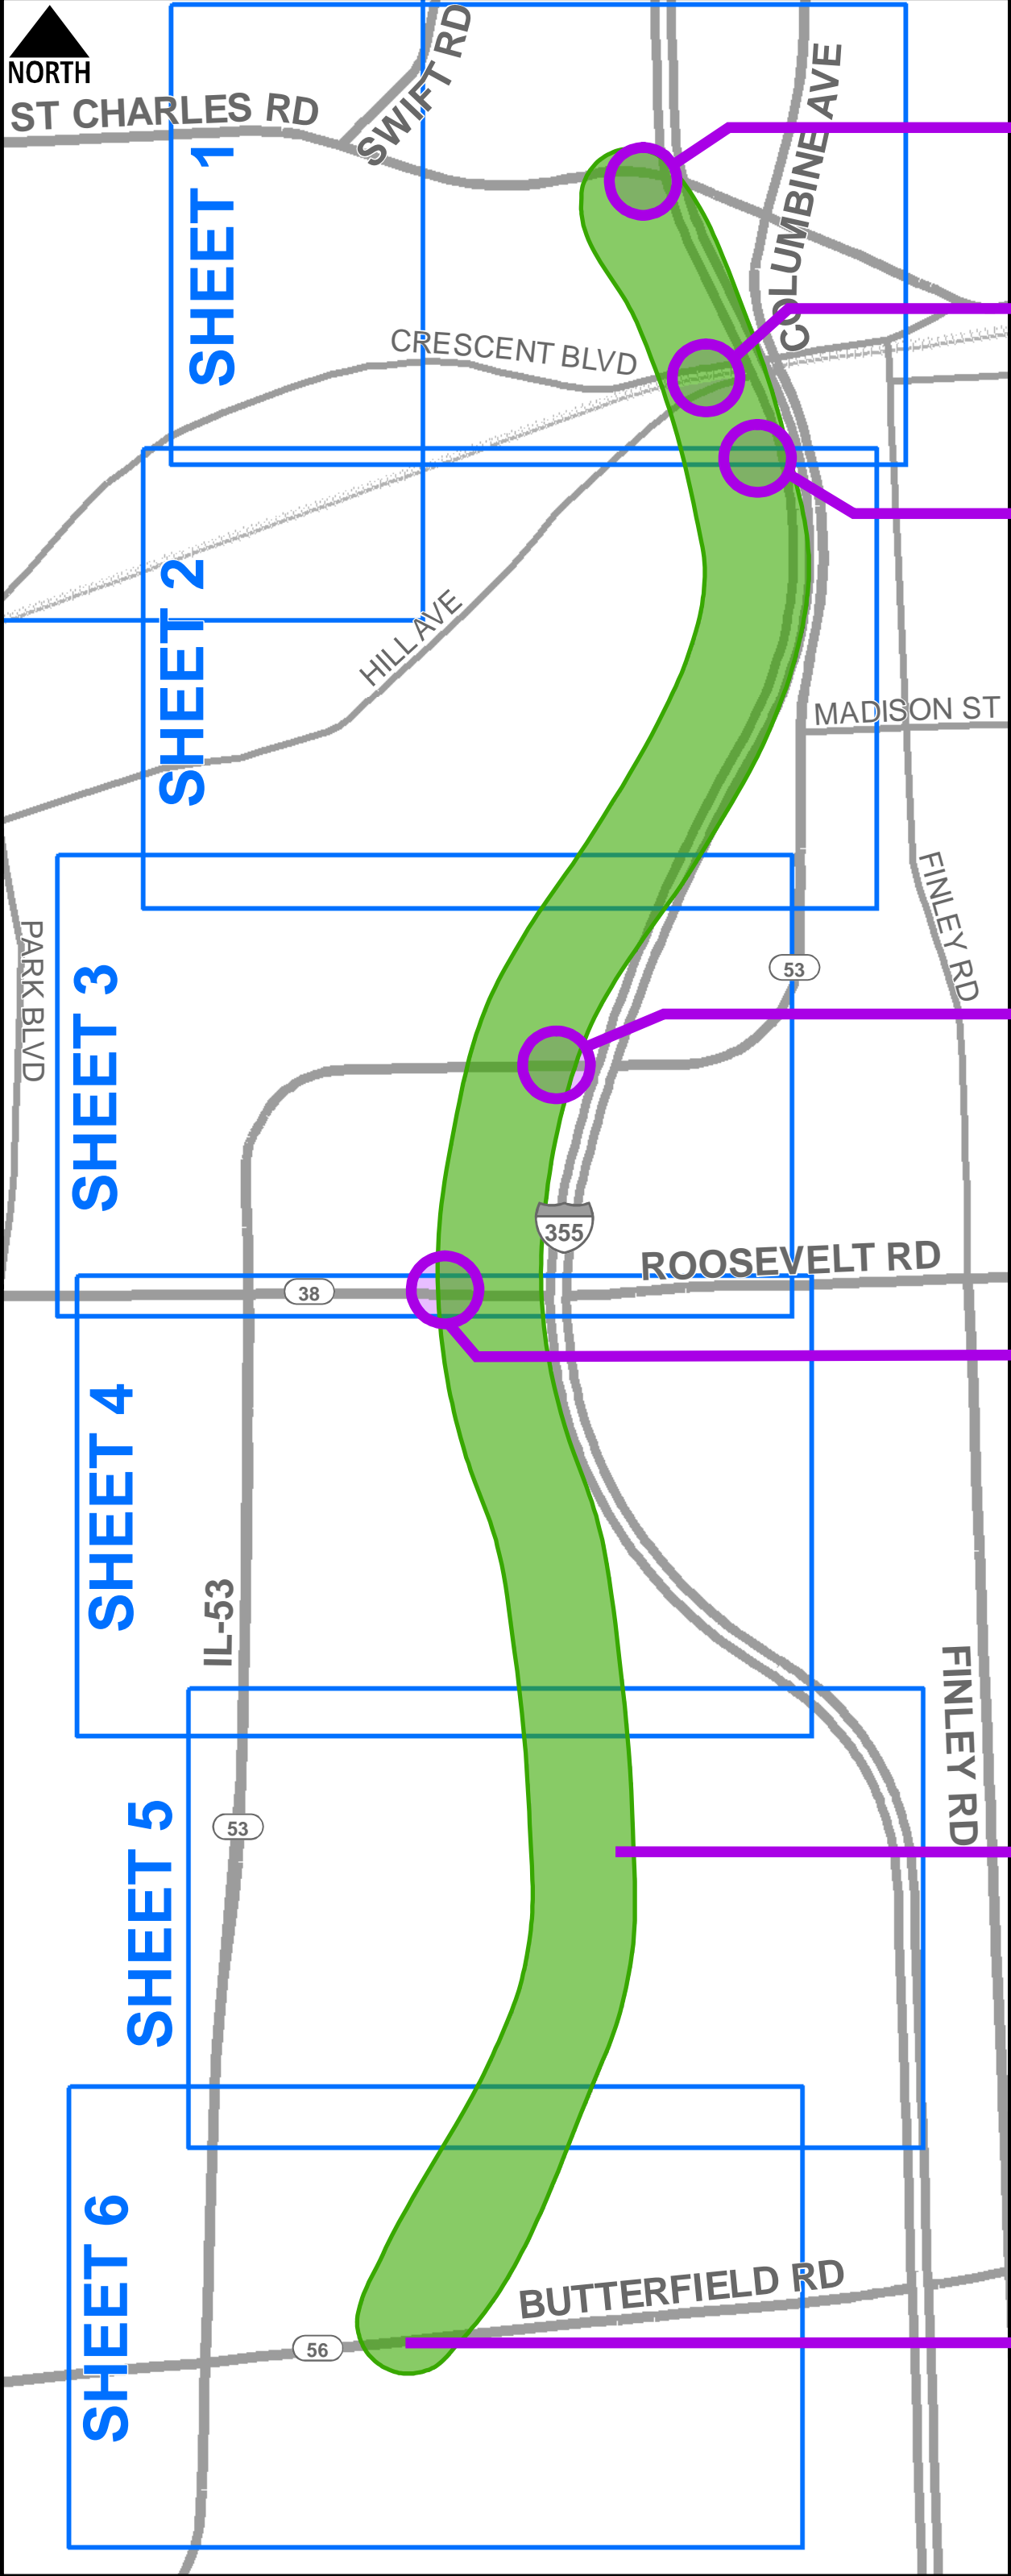 NORTH
SWIFT RD
ST CHARLES RD
COLUMBINE AVE
SHEET 1
CRESCENT BLVD
SHEET 2
HILL AVE
MADISON ST
FINLEY RD
PARK BLVD
53
SHEET 3
355
ROOSEVELT RD
38
SHEET 4
IL-53
FINLEY RD
53
SHEET 5
SHEET 6
BUTTERFIELD RD
56